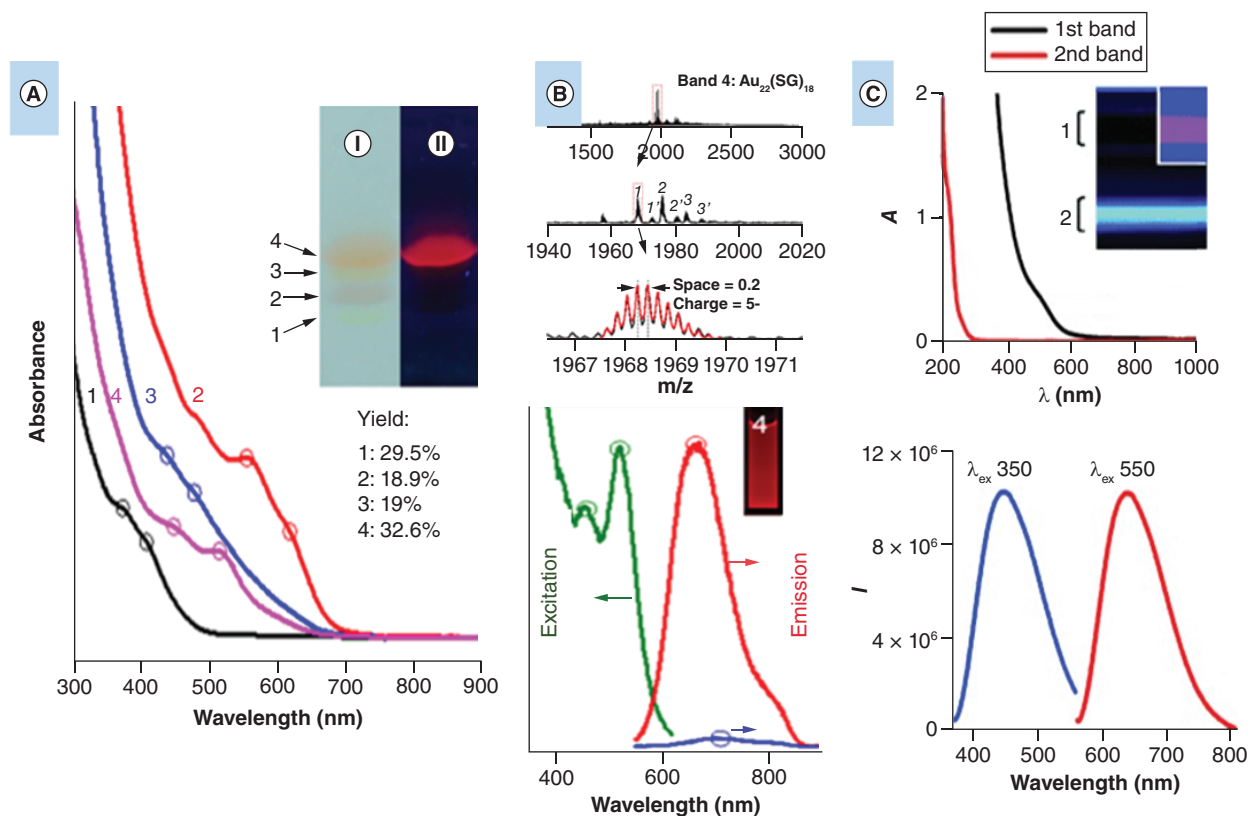 A
Absorbance
I
II
4
3
2
1
1
4
3
2
Yield:
1: 29.5%
2: 18.9%
3: 19%
4: 32.6%
300 400 500 600 700 800 900
Wavelength (nm)
B
Band 4: Au22(SG)18
1500 2000 2500 3000
1 1' 2 2' 3 3'
1940 1960 1980 2000 2020
Space = 0.2
Charge = 5-
1967 1968 1969 1970 1971
m/z
4
Excitation
Emission
400 600 800
Wavelength (nm)
1st band
2nd band
C
2
1
0
A
1
2
200 400 600 1000
λ (nm)
12 × 10⁶
8 × 10⁶
4 × 10⁶
0
I
λex 350 λex 550
400 500 600 700 800
Wavelength (nm)